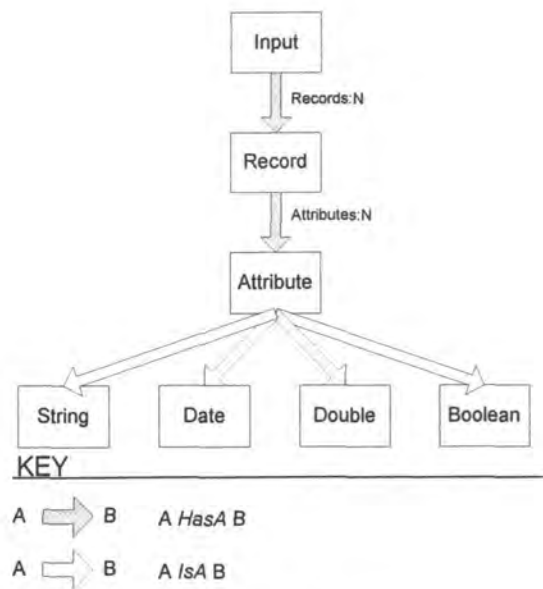 Input
Records:N
Record
Attributes:N
Attribute
String Date Double Boolean
KEY
A B A HasA B
A B A IsA B